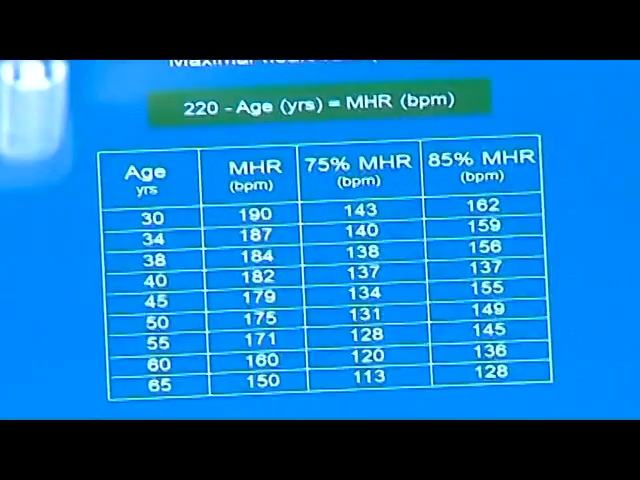 220 - Age (yrs) = MHR (bpm)
Age yrs MHR (bpm) 75% MHR (bpm) 85% MHR (bpm)
30 190 143 162
34 187 140 159
38 184 138 156
40 182 137 137
45 179 134 155
50 175 131 149
55 171 128 145
60 160 120 136
65 150 113 128